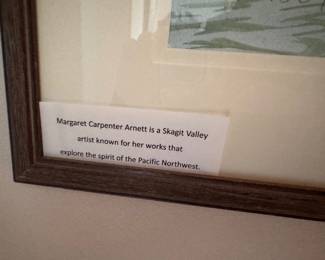 Margaret Carpenter Arnett is a Skagit Valley
artist known for her works that
explore the spirit of the Pacific Northwest.